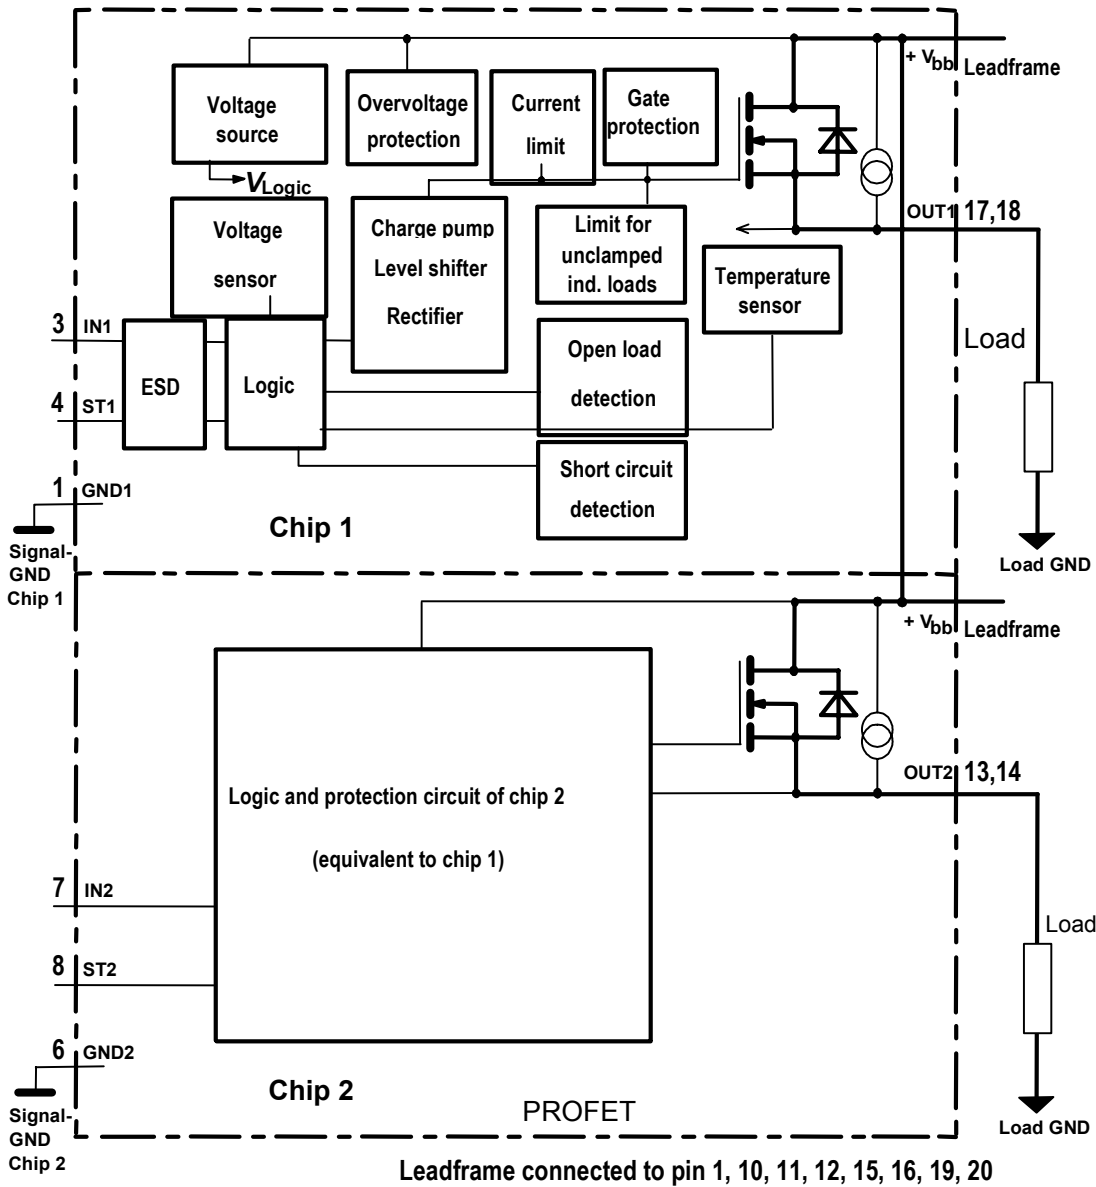 + Vbb Leadframe
Voltage
source
Overvoltage
protection
Current
limit
Gate
protection
VLogic
Voltage
sensor
Charge pump
Level shifter
Rectifier
Limit for
unclamped
ind. loads
OUT1 17,18
Temperature
sensor
3 IN1
ESD
Logic
Open load
detection
Load
4 ST1
Short circuit
detection
1 GND1
Chip 1
Signal-
GND
Chip 1
Load GND
+ Vbb Leadframe
OUT2 13,14
Logic and protection circuit of chip 2
(equivalent to chip 1)
7 IN2
Load
8 ST2
6 GND2
Chip 2
PROFET
Signal-
GND
Chip 2
Load GND
Leadframe connected to pin 1, 10, 11, 12, 15, 16, 19, 20